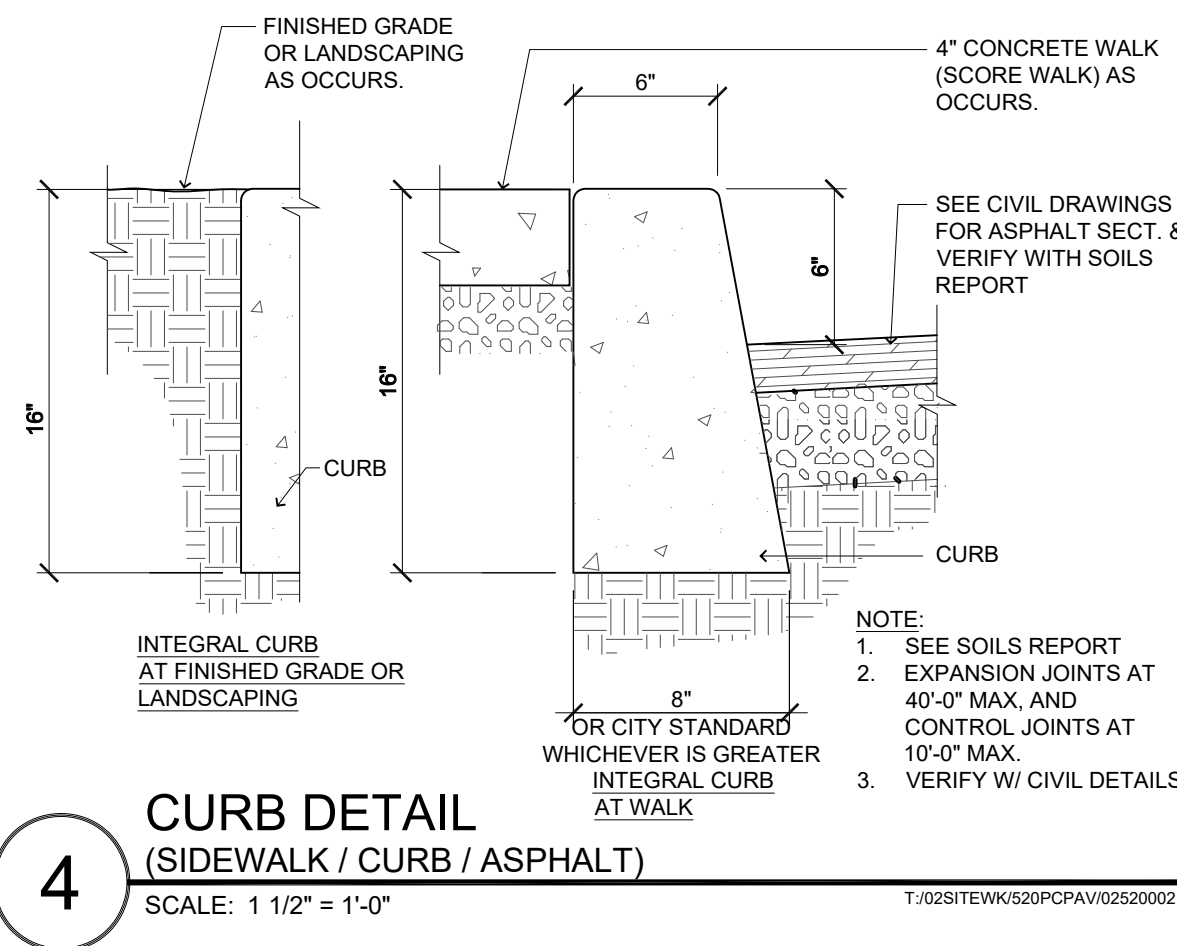 FINISHED GRADE
OR LANDSCAPING
AS OCCURS.
6"
4" CONCRETE WALK
(SCORE WALK) AS
OCCURS.
SEE CIVIL DRAWINGS
FOR ASPHALT SECT. &
VERIFY WITH SOILS
REPORT
6"
16"
16"
CURB
CURB
INTEGRAL CURB
AT FINISHED GRADE OR
LANDSCAPING
8"
OR CITY STANDARD
WHICHEVER IS GREATER
INTEGRAL CURB
AT WALK
NOTE:
1. SEE SOILS REPORT
2. EXPANSION JOINTS AT
40'-0" MAX, AND
CONTROL JOINTS AT
10'-0" MAX.
3. VERIFY W/ CIVIL DETAILS
4
CURB DETAIL
(SIDEWALK / CURB / ASPHALT)
SCALE: 1 1/2" = 1'-0"
T:/02SITEWK/520PCPAV/02520002